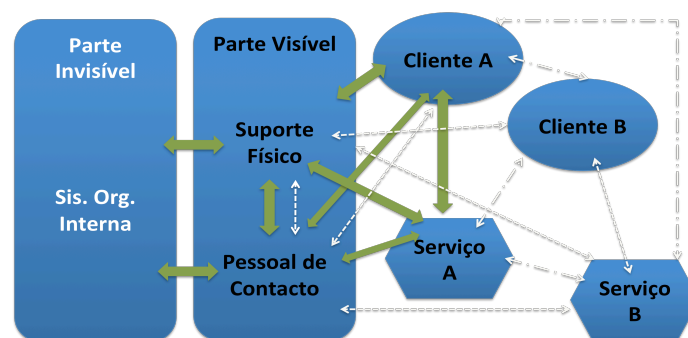 Parte
Invisível
Sis. Org.
Interna
Parte Visível
Suporte
Físico
Pessoal de
Contacto
Cliente A
Cliente B
Serviço
A
Serviço
B